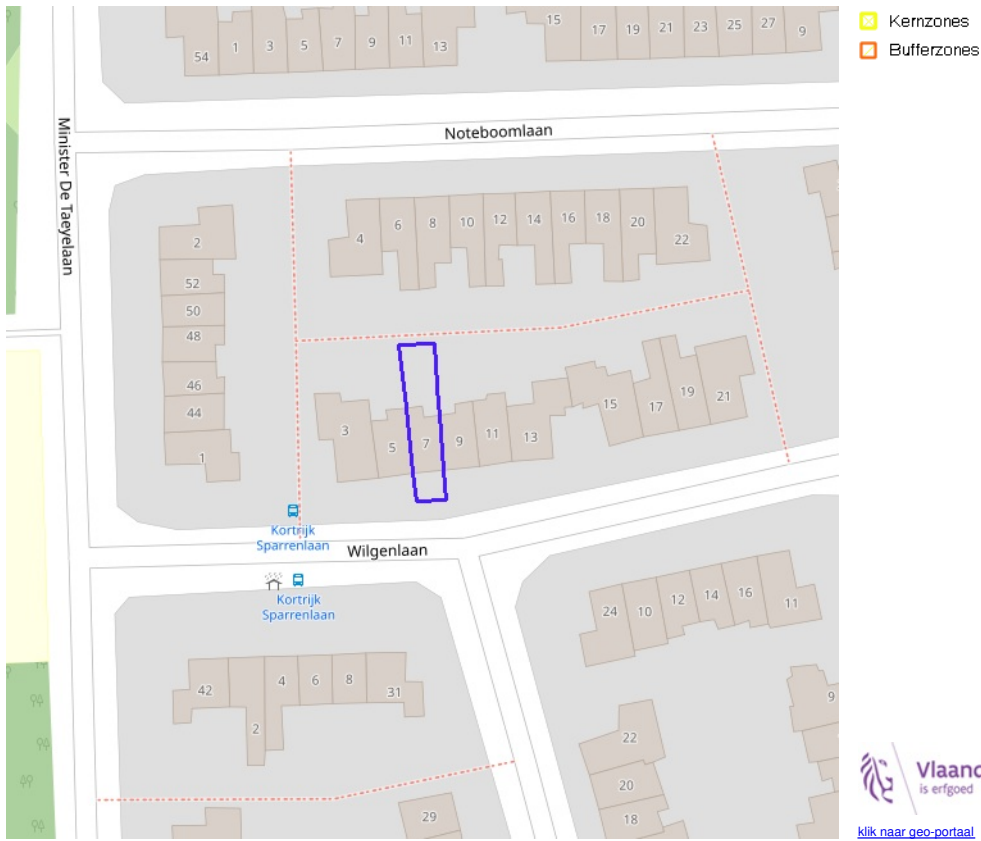 54 1 3 5 7 9 11 13 15 17 19 21 23 25 27 9
Kernzones
Bufferzones
Noteboomlaan
Minister De Taeyelaan
4 6 8 10 12 14 16 18 20 22
2
52
50
48
46
44
1
3 5 7 9 11 13 15 17 19 21
Kortrijk
Sparrenlaan
Wilgenlaan
Kortrijk
Sparrenlaan
24 10 12 14 16 11
42 2 4 6 8 31
9
22
20
18
29
Vlaand
is erfgoed
klik naar geo-portaal